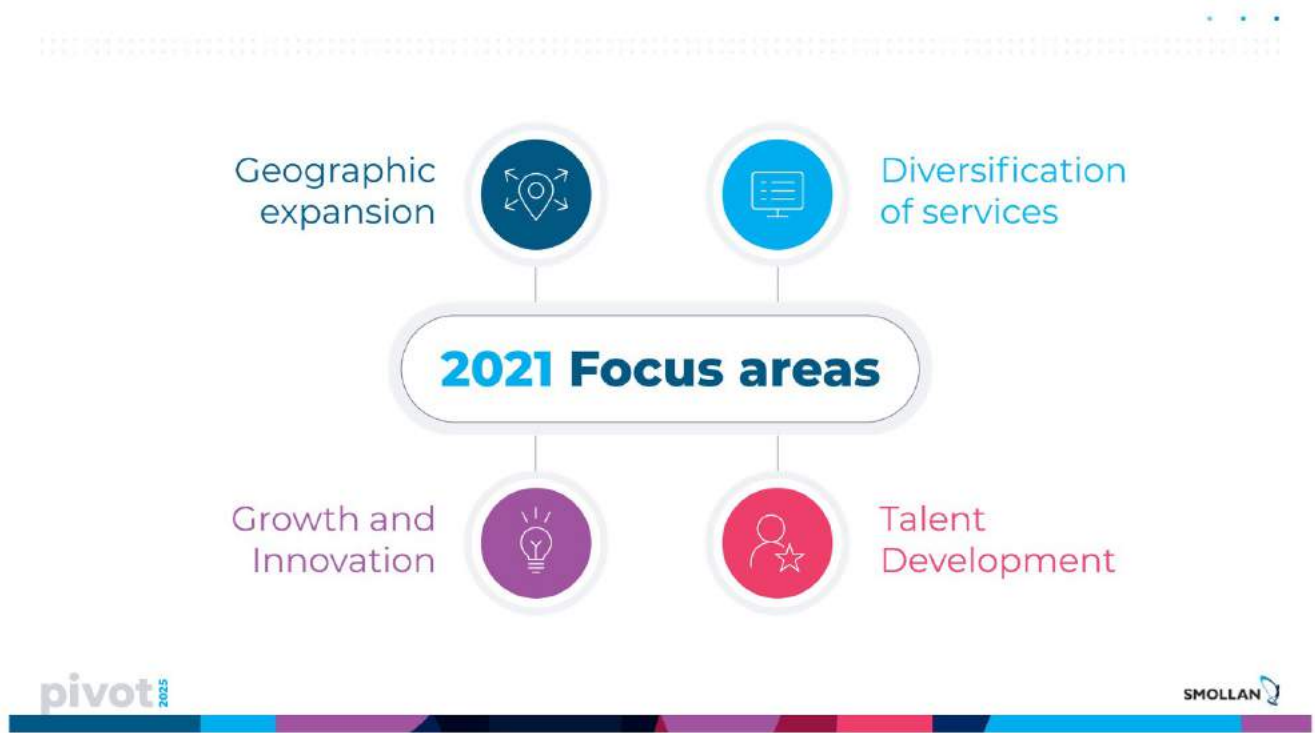 Geographic
expansion
Diversification
of services
2021 Focus areas
Growth and
Innovation
Talent
Development
pivot 2025
SMOLLAN